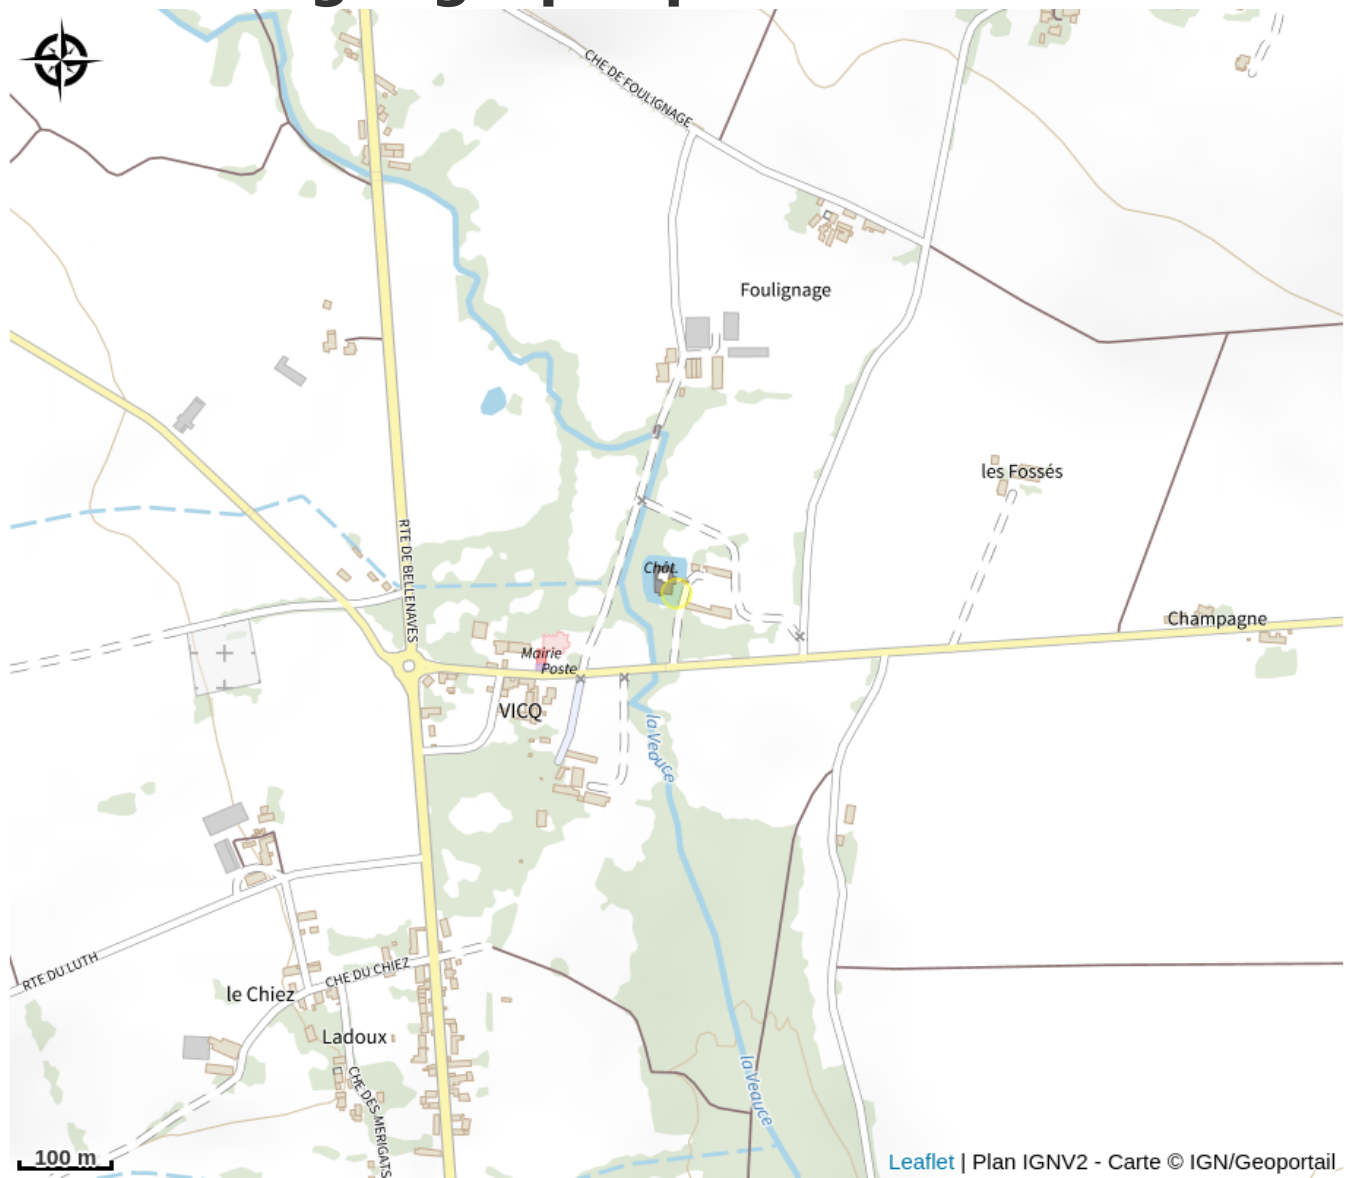 CHE DE FOULIGNAGE
Foulignage
les Fossés
RTE DE BELLENAVES
Chât.
Champagne
Mairie
Poste
VICQ
la Veauce
RTE DU LUTH
CHE DU CHIEZ
le Chiez
Ladoux
la Veauce
CHE DES MERIGATS
100 m
Leaflet | Plan IGNV2 - Carte © IGN/Geoportail